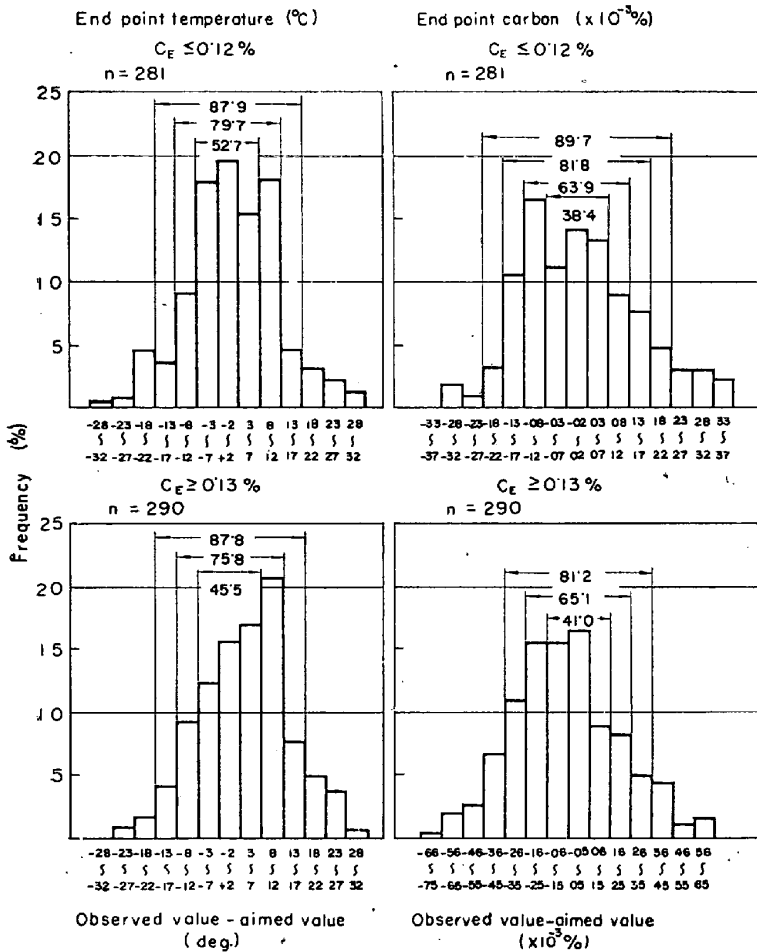 End point temperature (°C)
End point carbon (x10⁻³%)
C_E ≤0·12 %
C_E ≤0·12 %
n = 281
n = 281
25
87·9
79·7
52·7
89·7
81·8
63·9
38·4
20
15
10
5
-28 -23 -18 -13 -8 -3 -2 3 8 13 18 23 28
-32 -27 -22 -17 -12 -7 +2 7 12 17 22 27 32
-33 -28 -23 -18 -13 -08 -03 -02 03 08 13 18 23 28 33
-37 -32 -27 -22 -17 -12 -07 02 07 12 17 22 27 32 37
Frequency (%)
C_E ≥ 0·13 %
C_E ≥0·13 %
n = 290
n = 290
25
87·8
75·8
45·5
81·2
65·1
41·0
20
15
10
5
-28 -23 -18 -13 -8 -3 -2 3 8 13 18 23 28
-32 -27 -22 -17 -12 -7 +2 7 12 17 22 27 32
-66 -56 -46 -36 -26 -16 -06 -05 06 16 26 36 46 56
-75 -65 -55 -45 -35 -25 -15 05 15 25 35 45 55 65
Observed value - aimed value
(deg.)
Observed value-aimed value
(x10⁻³%)